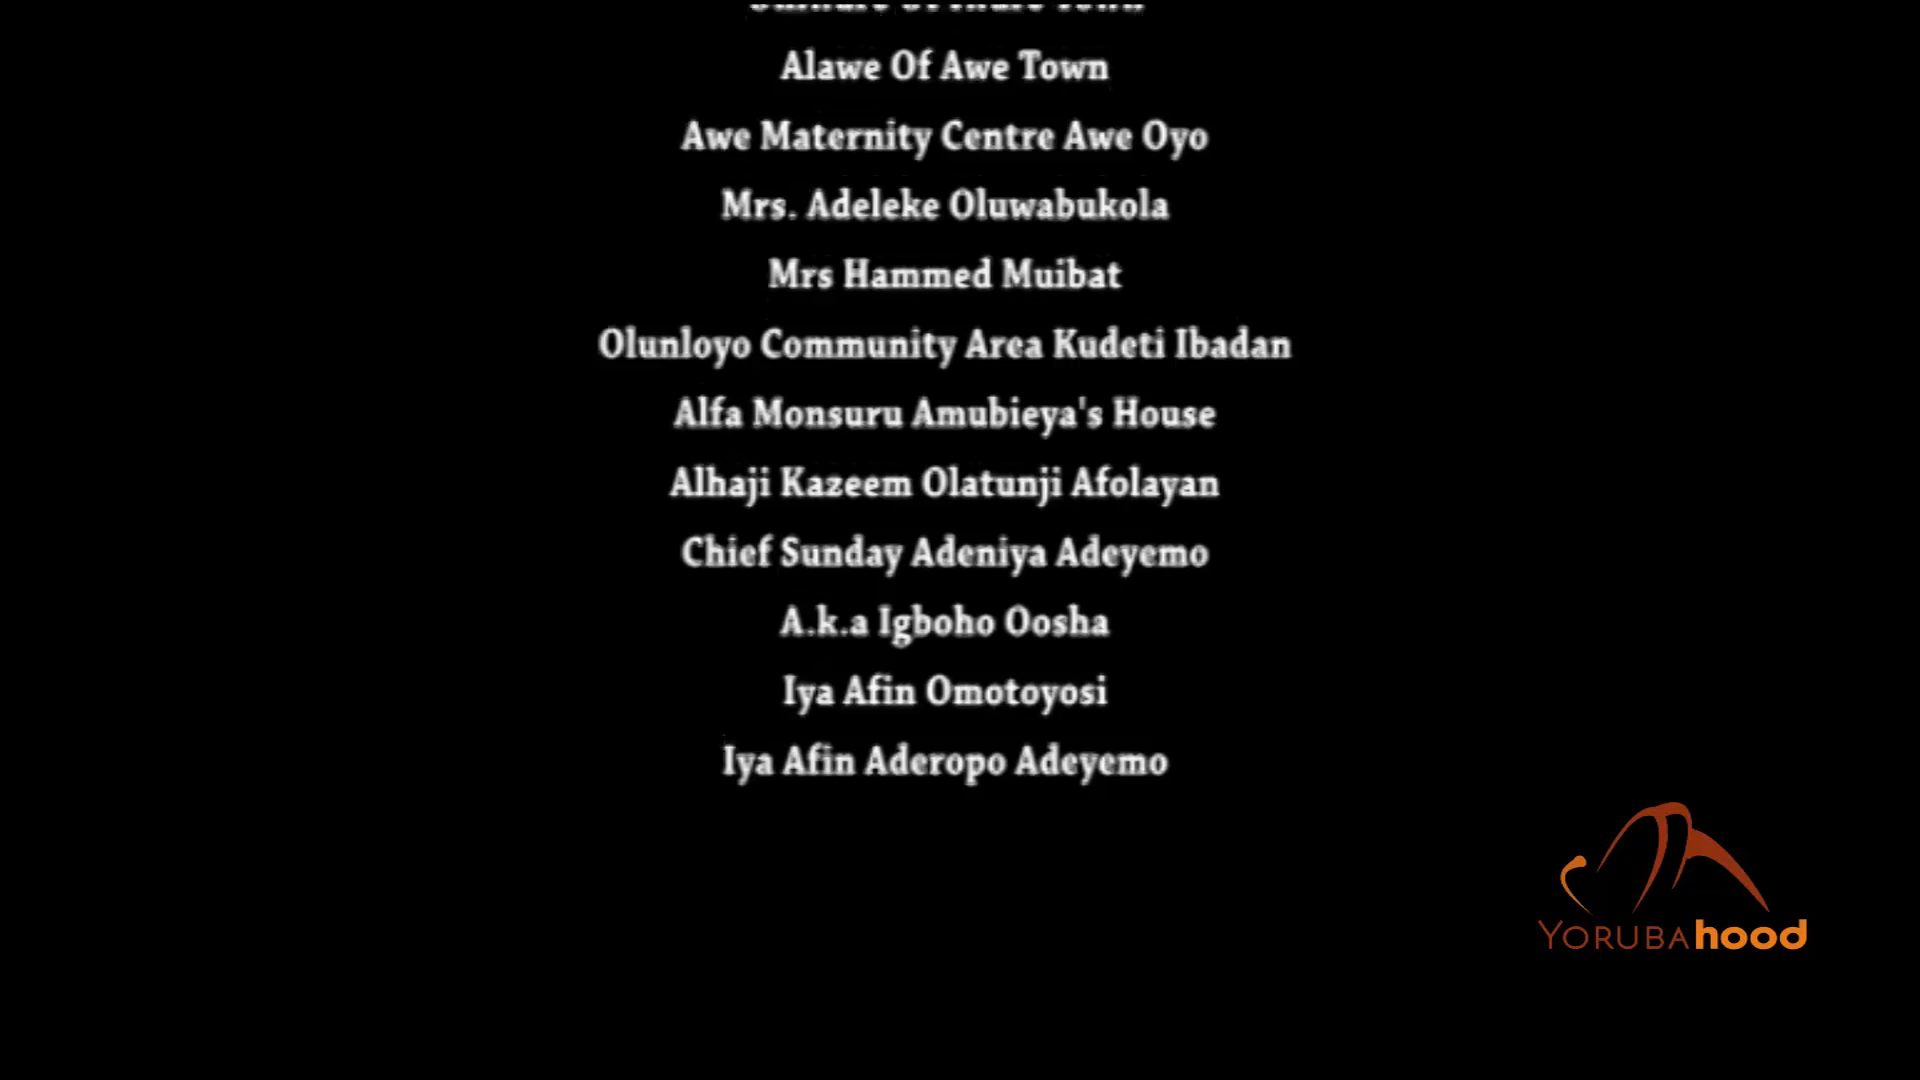 Alawe Of Awe Town
Awe Maternity Centre Awe Oyo
Mrs. Adeleke Oluwabukola
Mrs Hammed Muibat
Olunloyo Community Area Kudeti Ibadan
Alfa Monsuru Amubieya's House
Alhaji Kazeem Olatunji Afolayan
Chief Sunday Adeniya Adeyemo
A.k.a Igboho Oosha
Iya Afin Omotoyosi
Iya Afin Aderopo Adeyemo
YORUBAhood